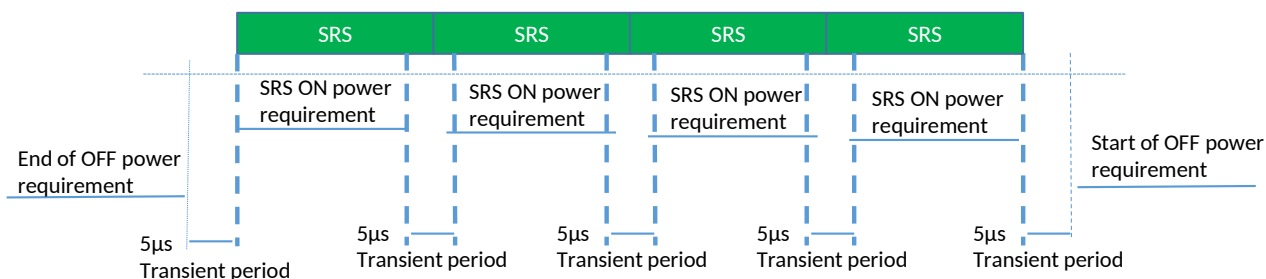 SRS
SRS
SRS
SRS
SRS ON power
requirement
SRS ON power
requirement
SRS ON power
requirement
SRS ON power
requirement
End of OFF power
requirement
Start of OFF power
requirement
5µs
Transient period
5µs
Transient period
5µs
Transient period
5µs
Transient period
5µs
Transient period